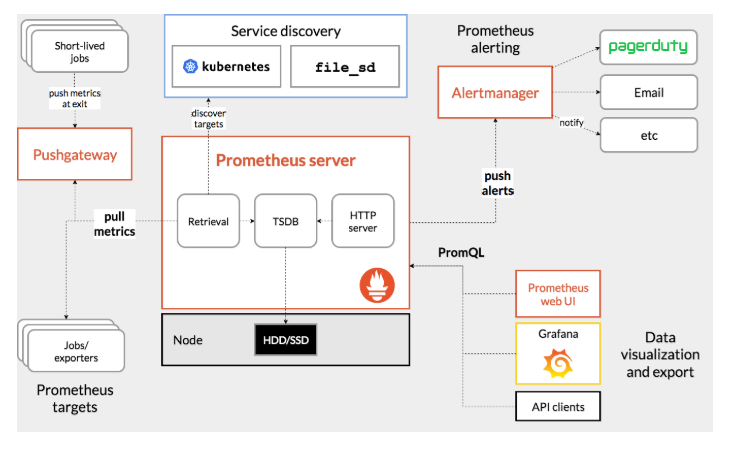 Short-lived
jobs
push metrics
at exit
Pushgateway
pull
metrics
Jobs/
exporters
Prometheus
targets
Service discovery
kubernetes
file_sd
discover
targets
Prometheus server
Retrieval
TSDB
HTTP
server
Node
HDD/SSD
Prometheus
alerting
Alertmanager
pagerduty
Email
etc
notify
push
alerts
PromQL
Prometheus
web UI
Grafana
API clients
Data
visualization
and export